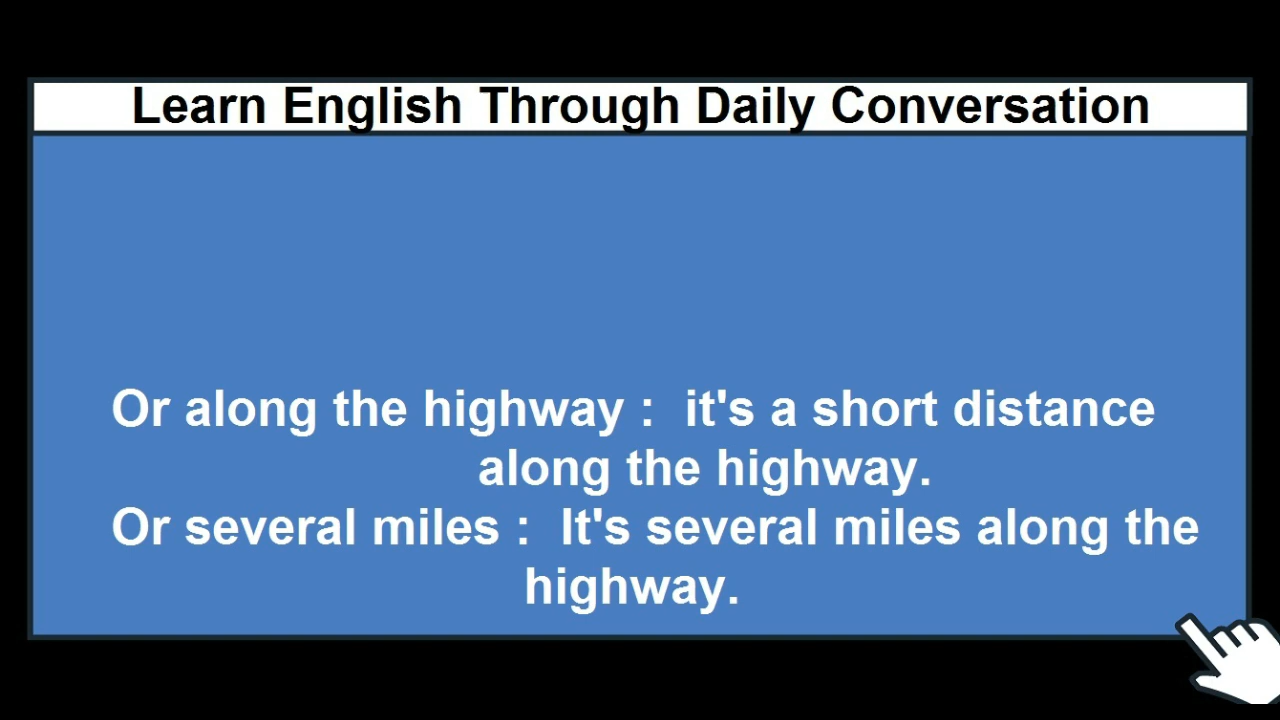 Learn English Through Daily Conversation
Or along the highway :  it's a short distance
along the highway.
Or several miles :  It's several miles along the
highway.